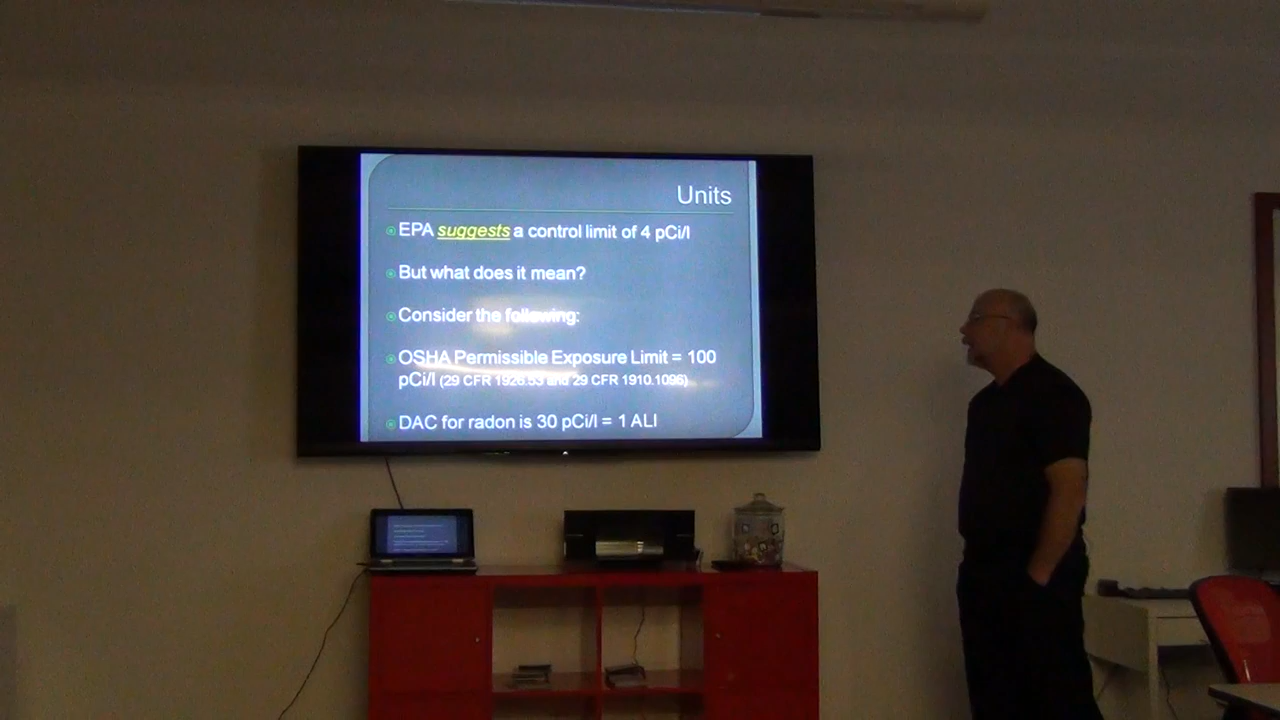 Units
EPA suggests a control limit of 4 pCi/l
But what does it mean?
Consider the following:
OSHA Permissible Exposure Limit = 100
pCi/l (29 CFR 1926.53 and 29 CFR 1910.1096)
DAC for radon is 30 pCi/l = 1 ALI